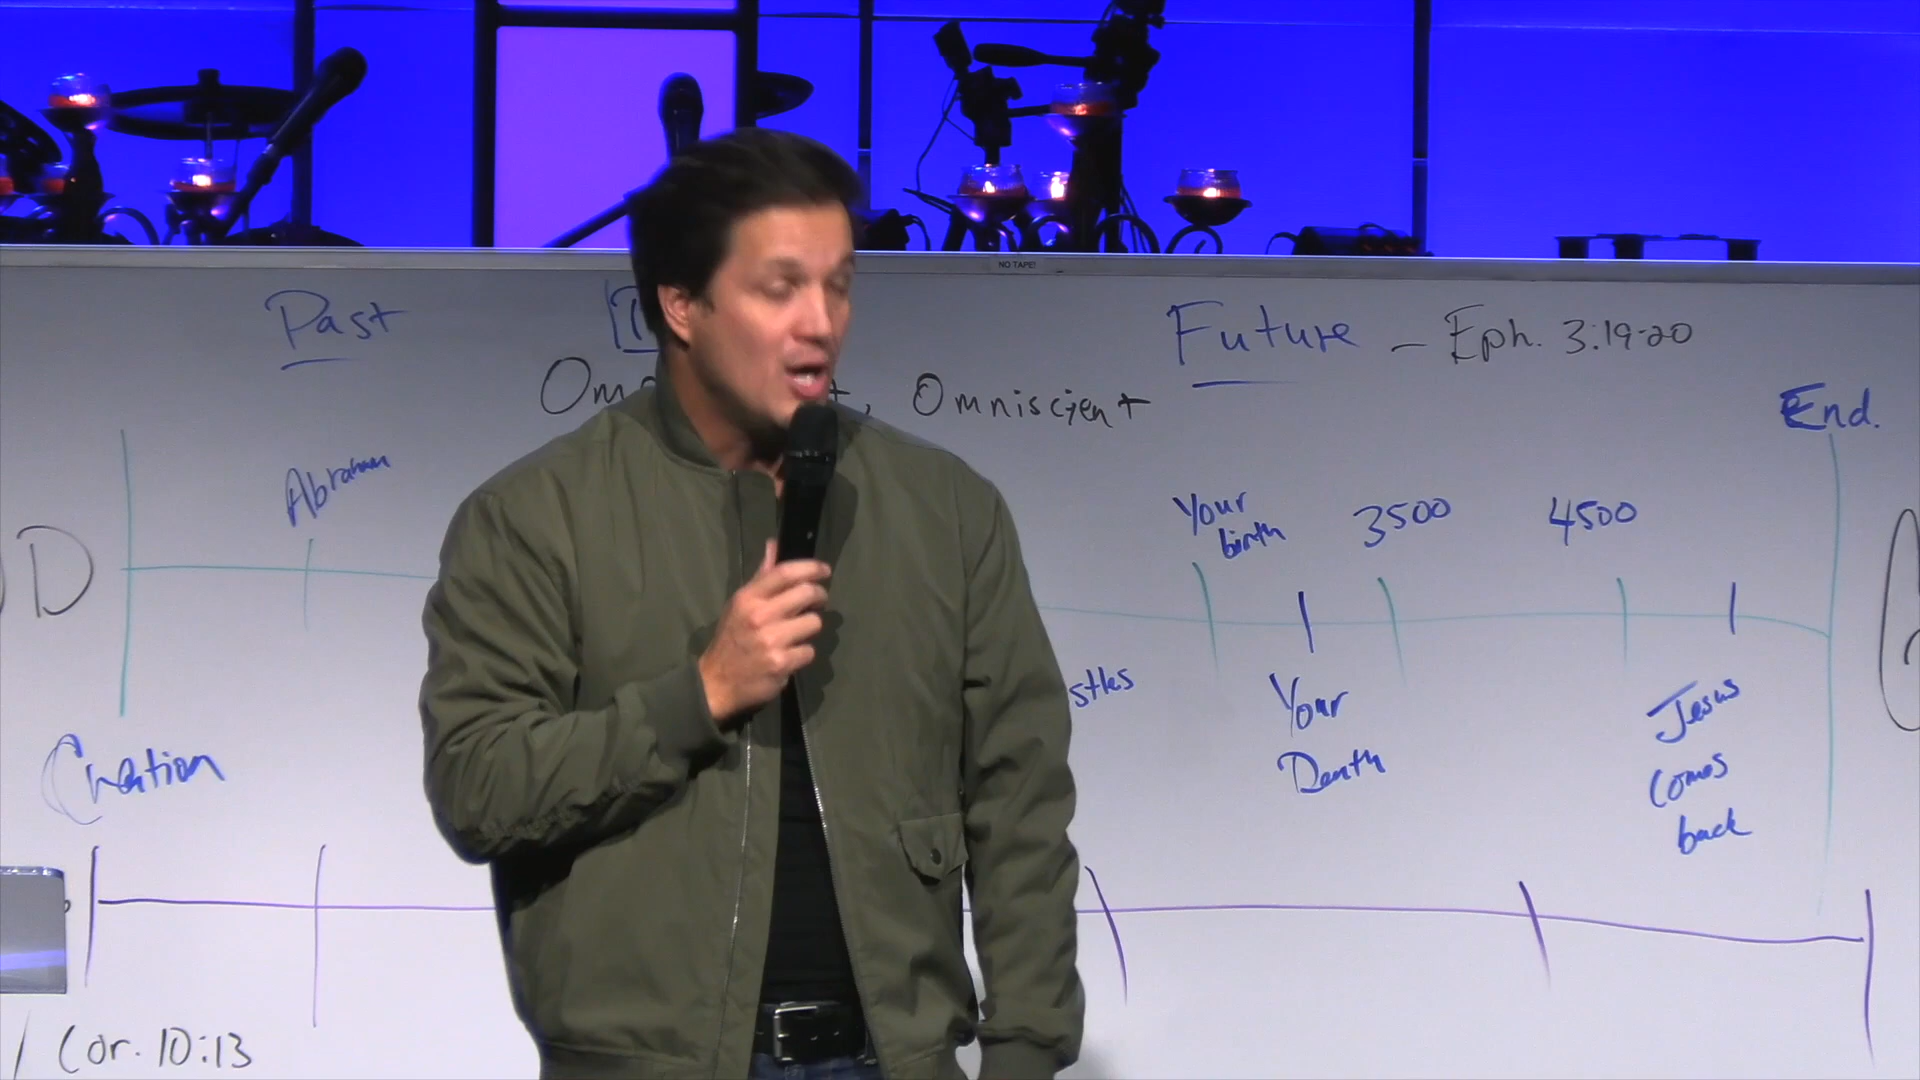 NO TAPE!
Past
Future - Eph. 3:19-20
Omniscient
End.
Abraham
Your
birth
3500
4500
Your
Death
Jesus
comes
back
Creation
1 Cor. 10:13